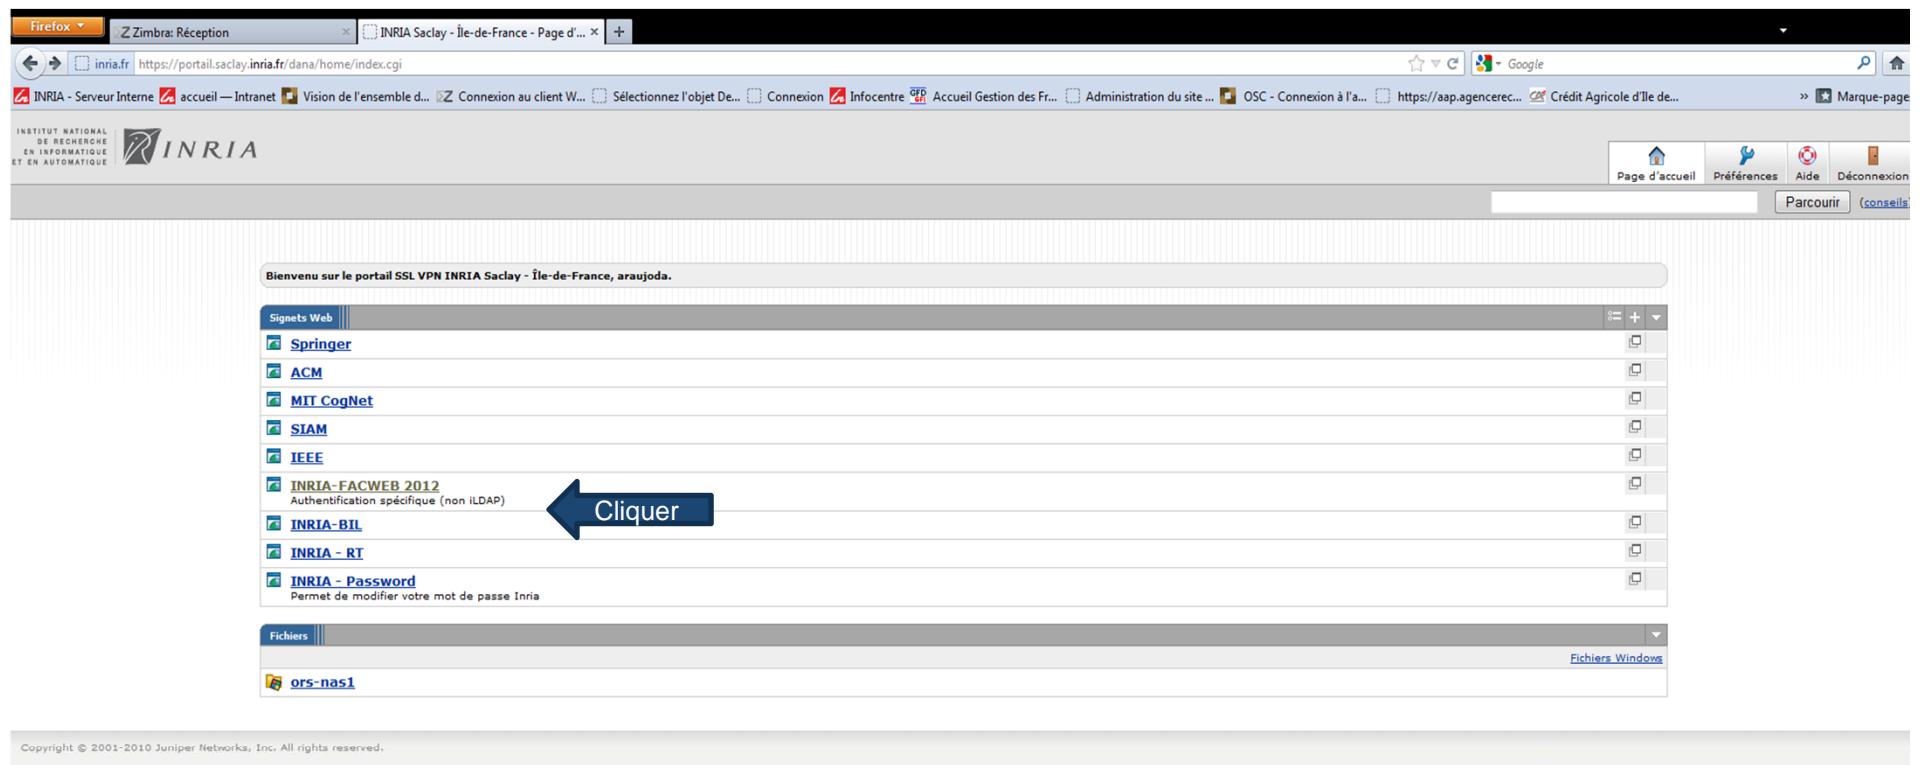 Firefox
Zimbra: Réception
INRIA Saclay - Île-de-France - Page d'...
inria.fr https://portail.saclay.inria.fr/dana/home/index.cgi
Google
INRIA - Serveur Interne accueil — Intranet Vision de l'ensemble d... Connexion au client W... Sélectionnez l'objet De... Connexion Infocentre Accueil Gestion des Fr... Administration du site ... OSC - Connexion à l'a... https://aap.agencerec... Crédit Agricole d'Ile de... » Marque-page
INSTITUT NATIONAL
DE RECHERCHE
EN INFORMATIQUE
ET EN AUTOMATIQUE
INRIA
Page d'accueil Préférences Aide Déconnexion
Parcourir (conseils)
Bienvenu sur le portail SSL VPN INRIA Saclay - Île-de-France, araujoda.
Signets Web
Springer
ACM
MIT CogNet
SIAM
IEEE
INRIA-FACWEB 2012
Authentification spécifique (non iLDAP)
Cliquer
INRIA-BIL
INRIA - RT
INRIA - Password
Permet de modifier votre mot de passe Inria
Fichiers
Fichiers Windows
ors-nas1
Copyright © 2001-2010 Juniper Networks, Inc. All rights reserved.